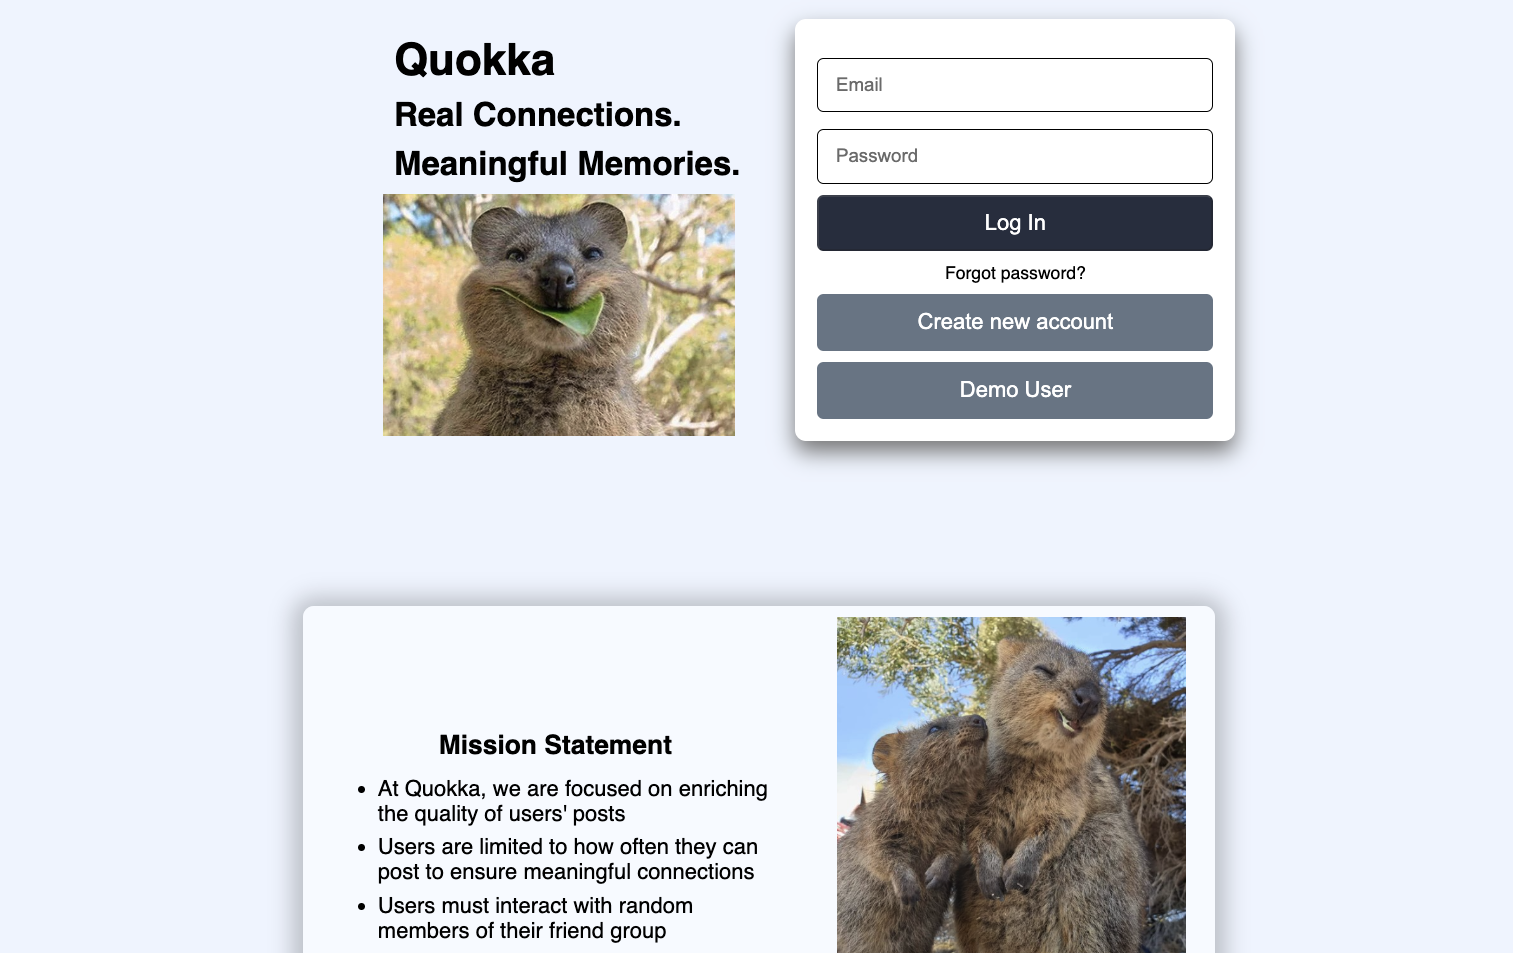 Quokka
Real Connections.
Meaningful Memories.
Email
Password
Log In
Forgot password?
Create new account
Demo User
Mission Statement
• At Quokka, we are focused on enriching
the quality of users' posts
• Users are limited to how often they can
post to ensure meaningful connections
• Users must interact with random
members of their friend group